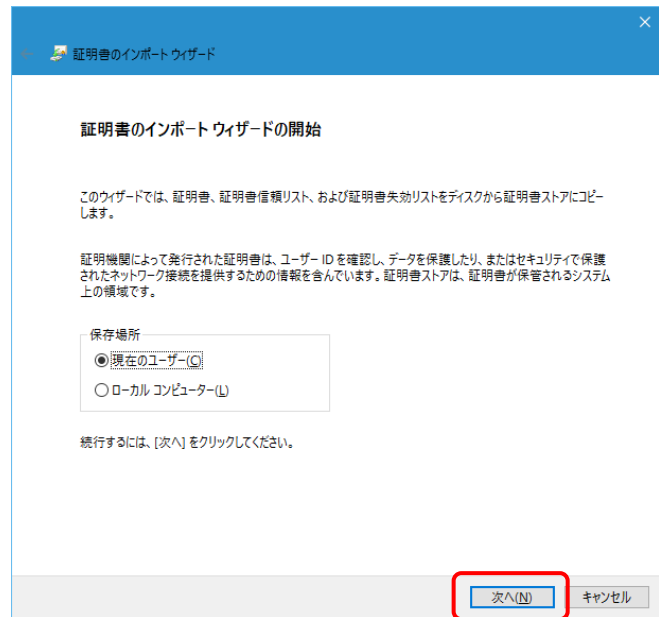 証明書のインポート ウィザード
証明書のインポート ウィザードの開始
このウィザードでは、証明書、証明書信頼リスト、および証明書失効リストをディスクから証明書ストアにコピー
します。
証明機関によって発行された証明書は、ユーザー ID を確認し、データを保護したり、またはセキュリティで保護
されたネットワーク接続を提供するための情報を含んでいます。証明書ストアは、証明書が保管されるシステム
上の領域です。
保存場所
現在のユーザー(C)
ローカル コンピューター(L)
続行するには、[次へ] をクリックしてください。
次へ(N)
キャンセル